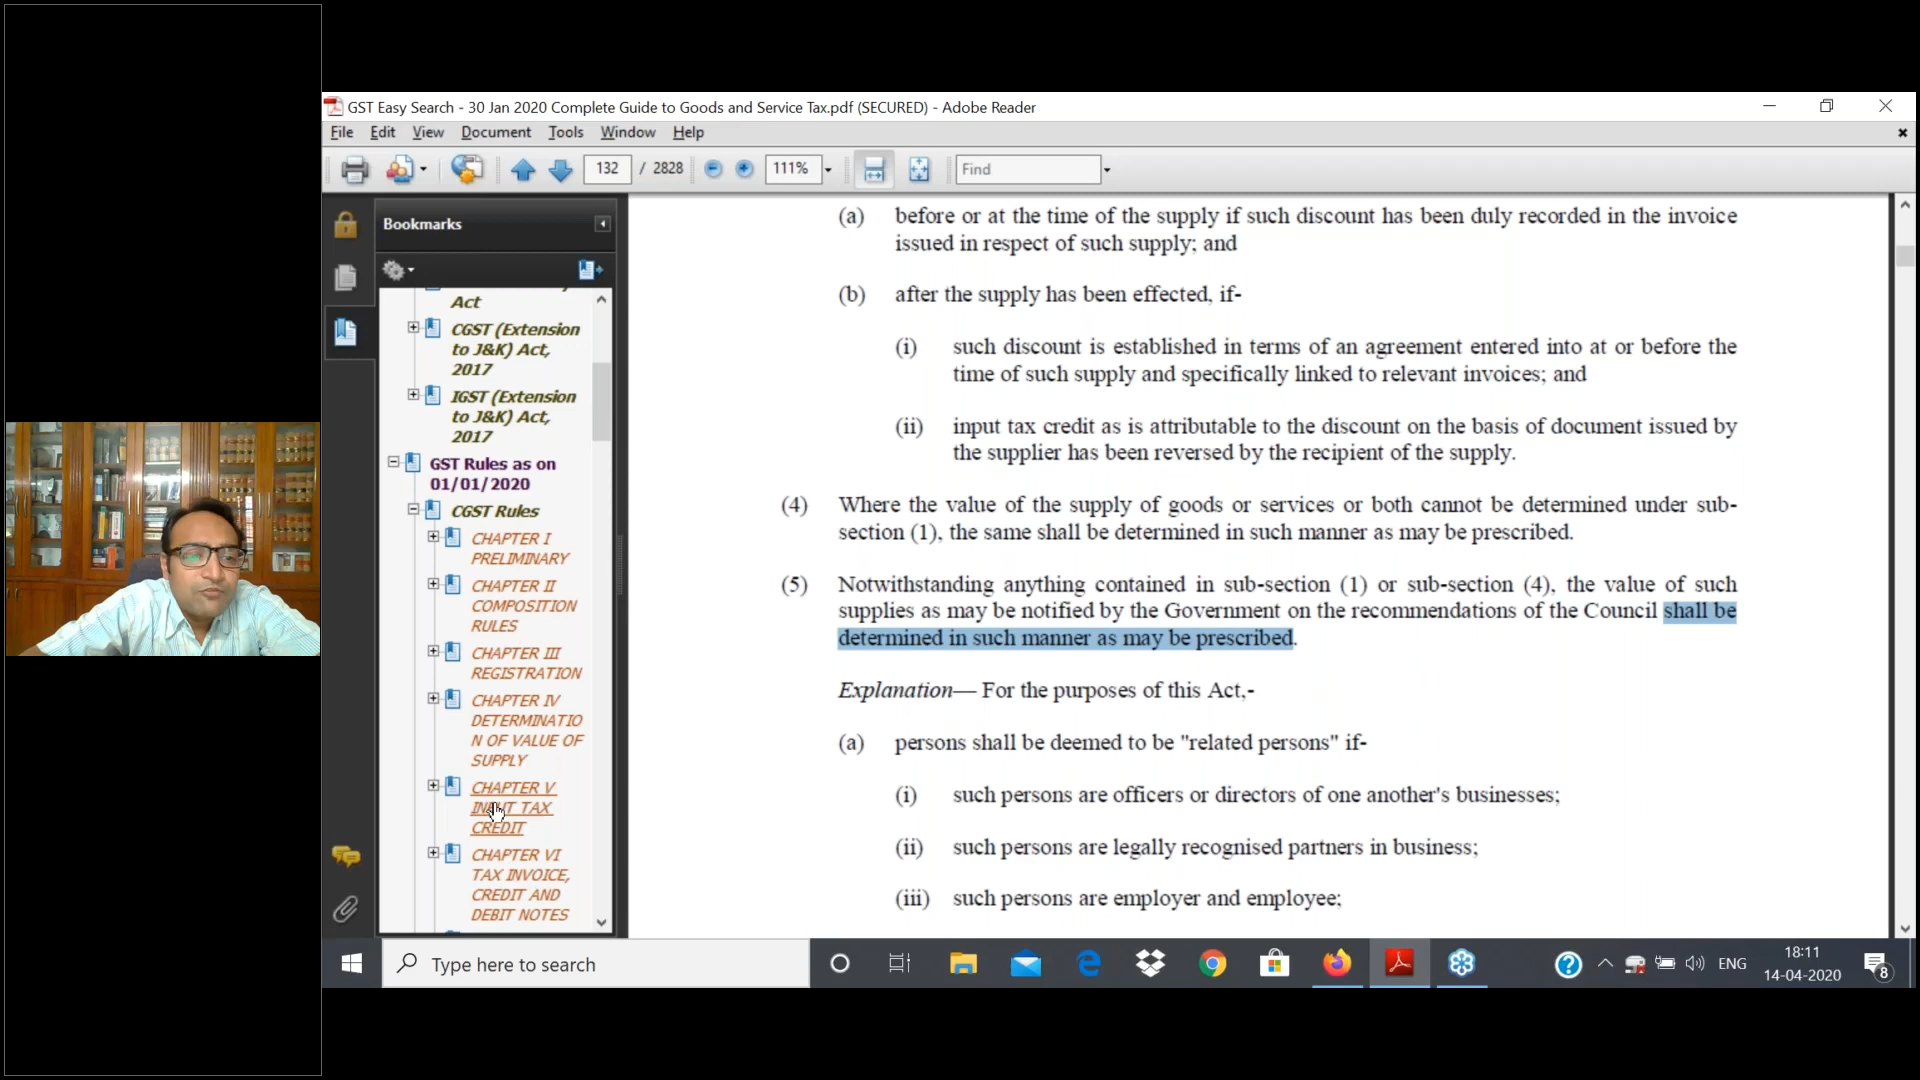 GST Easy Search - 30 Jan 2020 Complete Guide to Goods and Service Tax.pdf (SECURED) - Adobe Reader
File Edit View Document Tools Window Help
132 / 2828 111% Find
Bookmarks
Act
CGST (Extension
to J&K) Act,
2017
IGST (Extension
to J&K) Act,
2017
GST Rules as on
01/01/2020
CGST Rules
CHAPTER I
PRELIMINARY
CHAPTER II
COMPOSITION
RULES
CHAPTER III
REGISTRATION
CHAPTER IV
DETERMINATIO
N OF VALUE OF
SUPPLY
CHAPTER V
INPUT TAX
CREDIT
CHAPTER VI
TAX INVOICE,
CREDIT AND
DEBIT NOTES
(a) before or at the time of the supply if such discount has been duly recorded in the invoice
issued in respect of such supply; and
(b) after the supply has been effected, if-
(i) such discount is established in terms of an agreement entered into at or before the
time of such supply and specifically linked to relevant invoices; and
(ii) input tax credit as is attributable to the discount on the basis of document issued by
the supplier has been reversed by the recipient of the supply.
(4) Where the value of the supply of goods or services or both cannot be determined under sub-
section (1), the same shall be determined in such manner as may be prescribed.
(5) Notwithstanding anything contained in sub-section (1) or sub-section (4), the value of such
supplies as may be notified by the Government on the recommendations of the Council shall be
determined in such manner as may be prescribed.
Explanation— For the purposes of this Act,-
(a) persons shall be deemed to be "related persons" if-
(i) such persons are officers or directors of one another's businesses;
(ii) such persons are legally recognised partners in business;
(iii) such persons are employer and employee;
Type here to search
ENG
18:11
14-04-2020
8